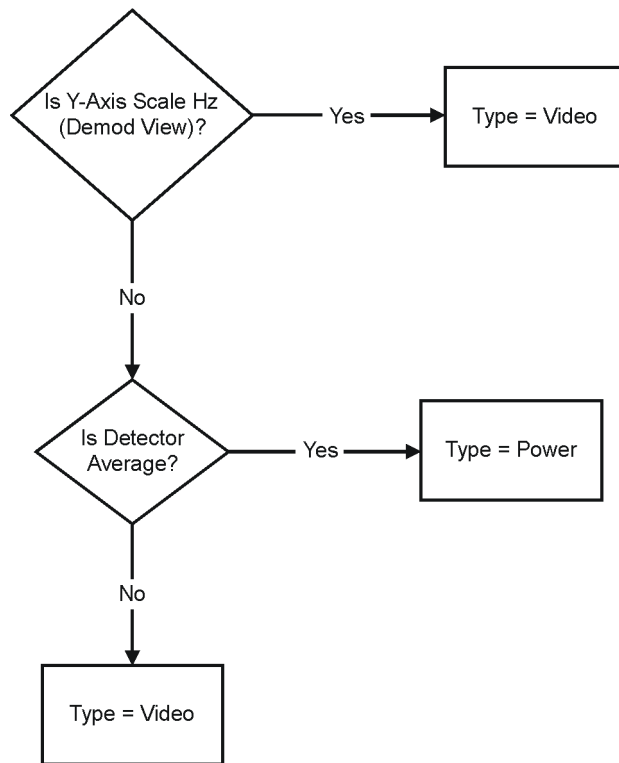 Is Y-Axis Scale Hz
(Demod View)?
Yes
Type = Video
No
Is Detector
Average?
Yes
Type = Power
No
Type = Video